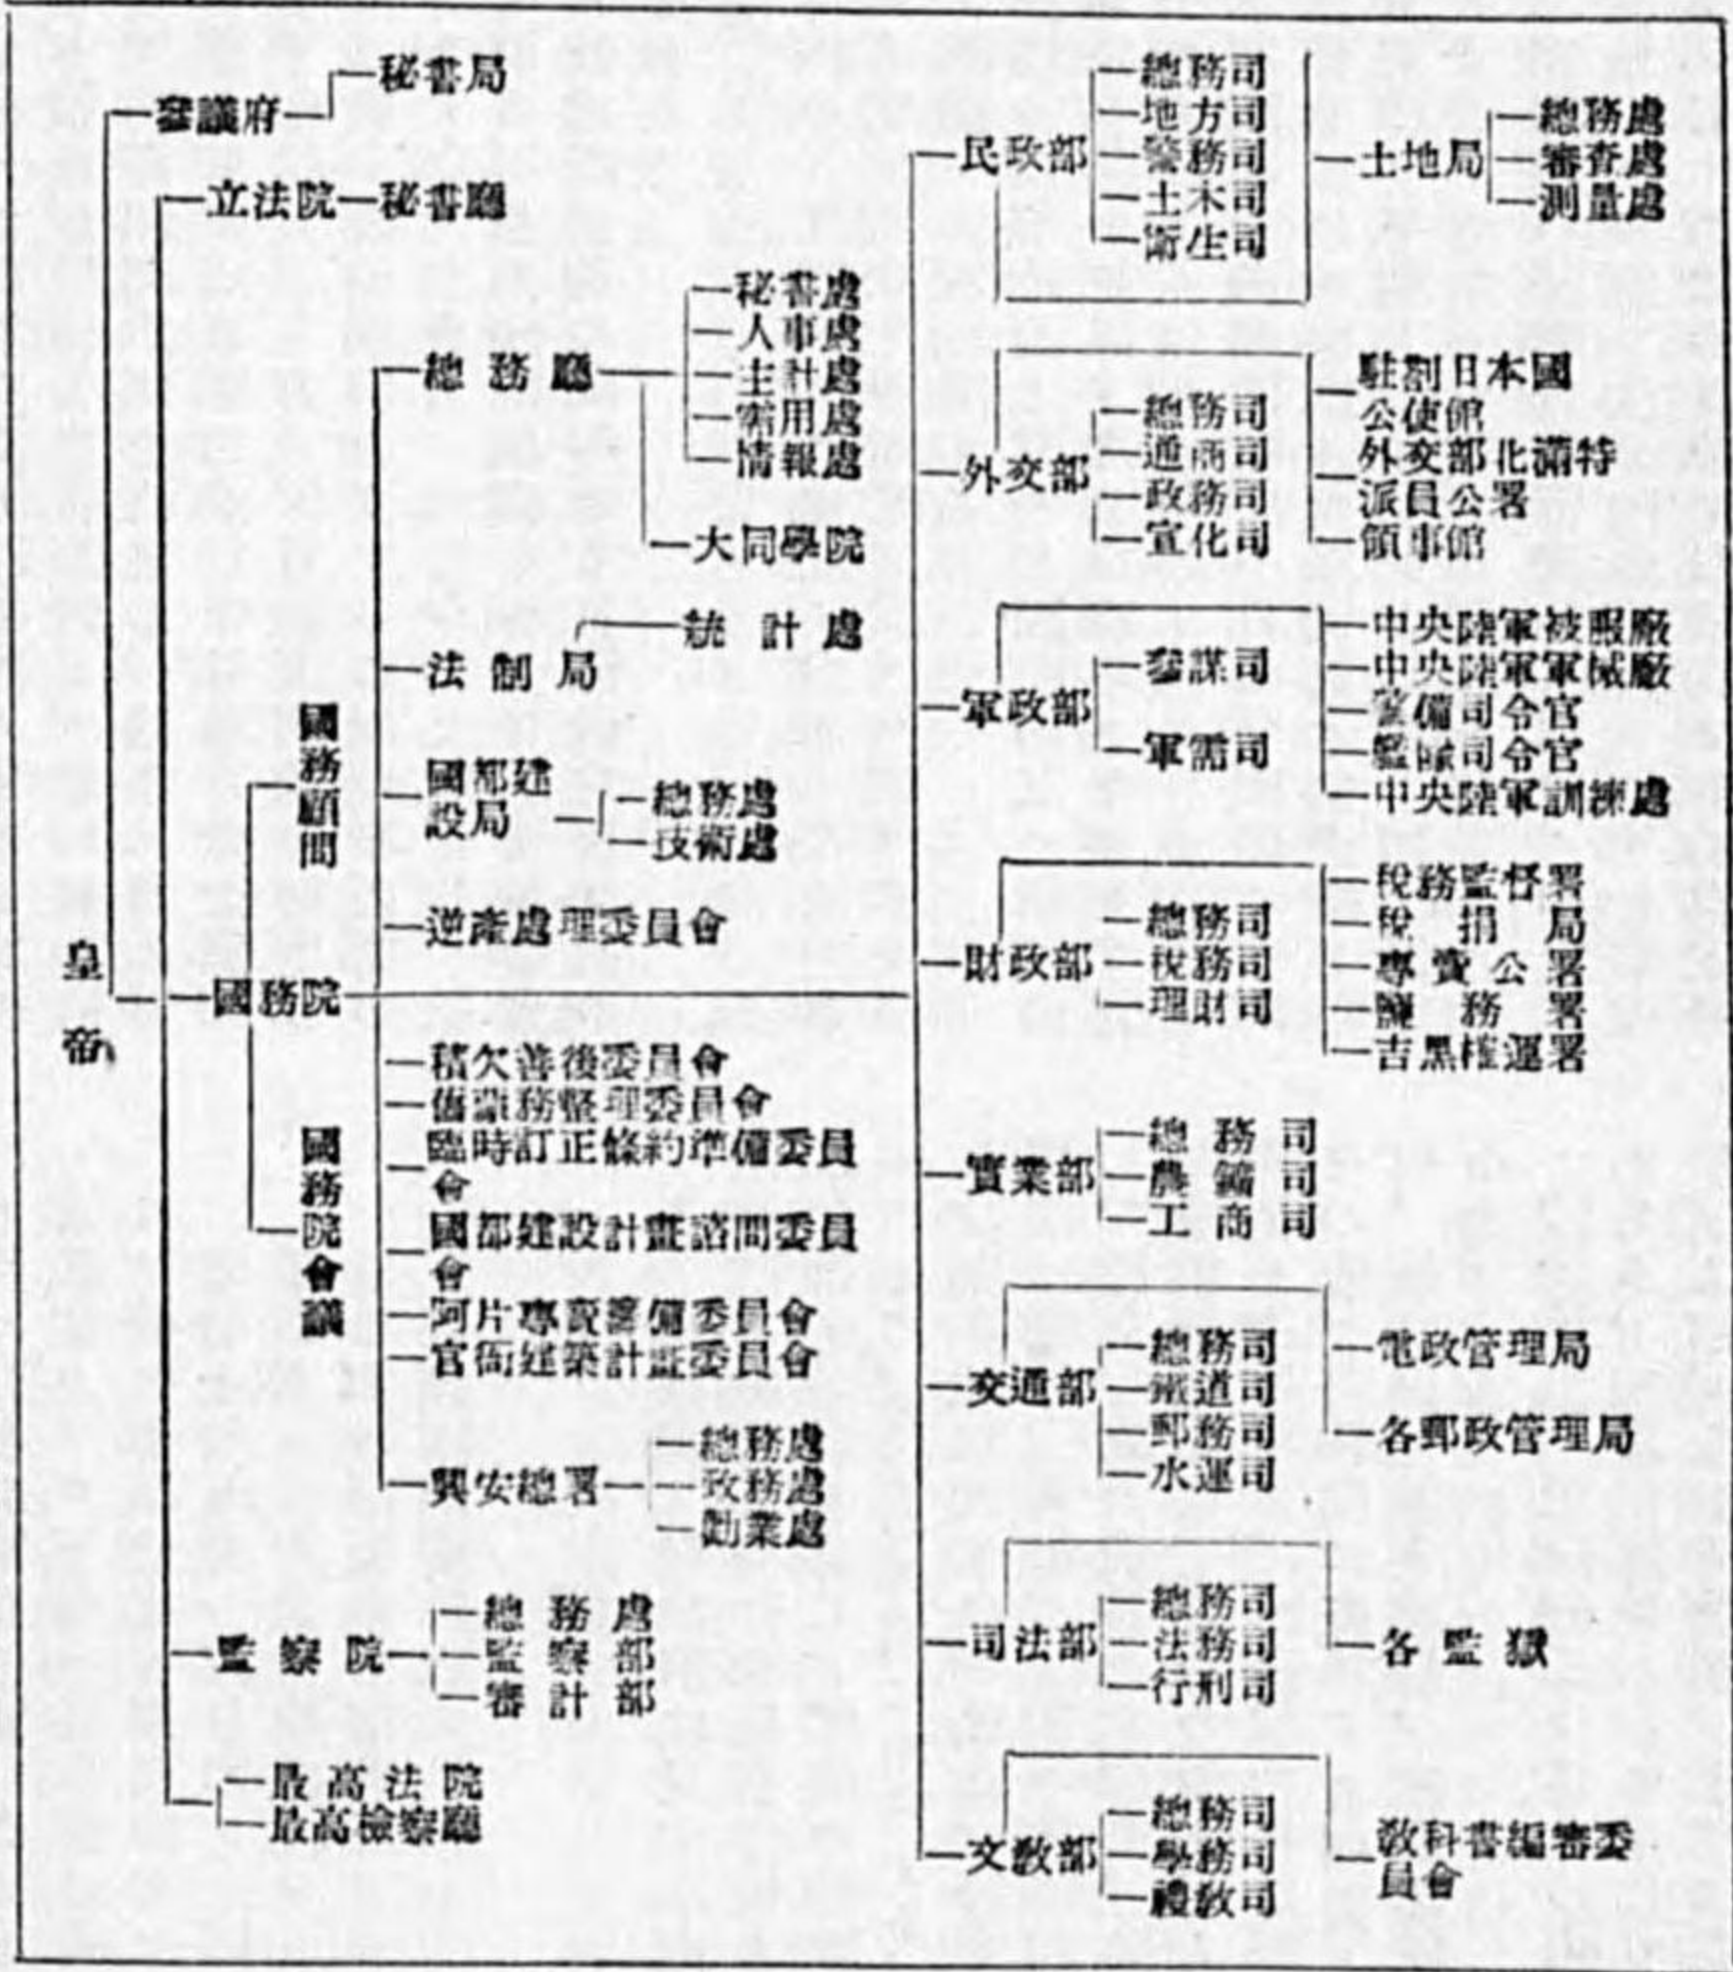 皇帝
參議府
秘書局
立法院
秘書廳
國務院
國務顧問
國務院會議
總務廳
秘書處
人事處
主計處
需用處
情報處
大同學院
法制局
統計處
國都建
設局
總務處
技術處
逆產處理委員會
積欠善後委員會
舊蒙務整理委員會
臨時訂正條約準備委員
會
國都建設計畫諮問委員
會
阿片專賣籌備委員會
官衙建築計畫委員會
興安總署
總務處
政務處
勸業處
監察院
總務處
監察部
審計部
最高法院
最高檢察廳
民政部
總務司
地方司
警務司
土木司
衛生司
土地局
總務處
審查處
測量處
外交部
總務司
通商司
政務司
宣化司
駐劄日本國
公使館
外交部北滿特
派員公署
領事館
軍政部
參謀司
軍需司
中央陸軍被服廠
中央陸軍軍械廠
警備司令官
司令官
中央陸軍訓練處
財政部
總務司
稅務司
理財司
稅務監督署
稅捐局
專賣公署
鹽務署
吉黑榷運署
實業部
總務司
農鑛司
工商司
交通部
總務司
鐵道司
郵務司
水運司
電政管理局
各郵政管理局
司法部
總務司
法務司
行刑司
各監獄
文教部
總務司
學務司
禮教司
教科書編審委
員會